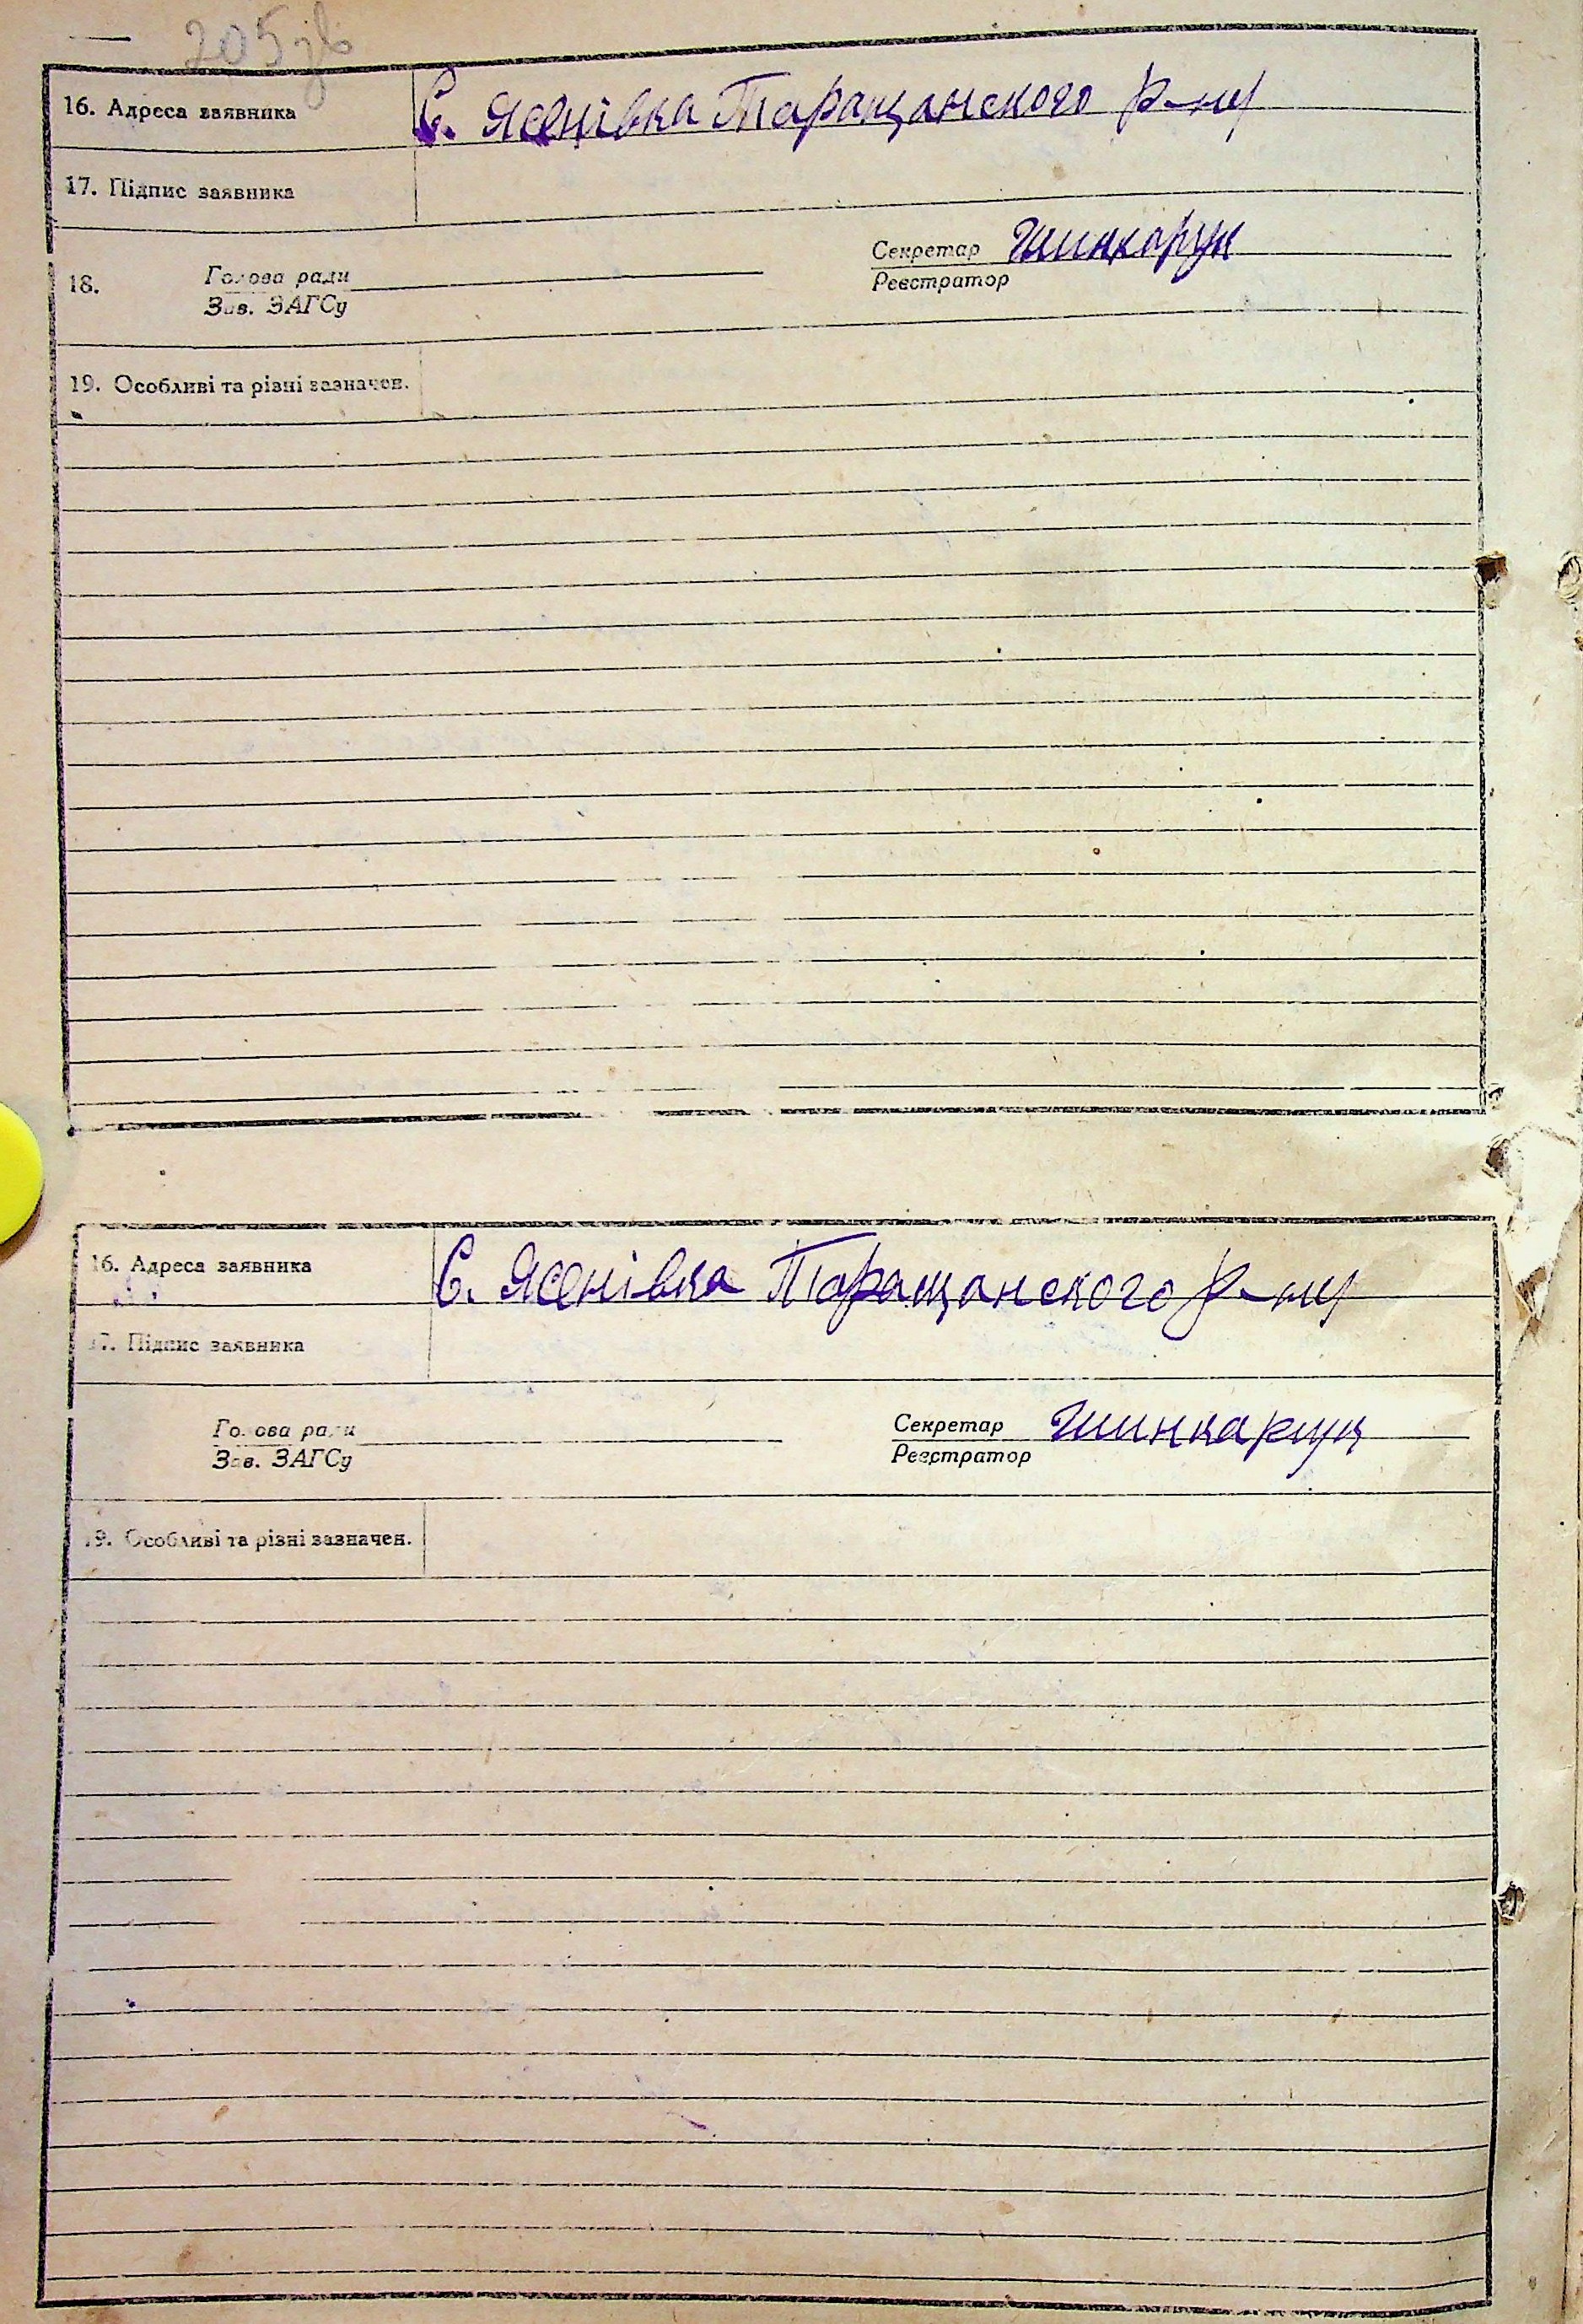 205 зв
16. Адреса заявника С. Ясенівка Таращанского р-ну
17. Підпис заявника
Секретар Шинкарук
18. Голова ради Реєстратор
Зав. ЗАГСу
19. Особливі та різні зазначен.
16. Адреса заявника С. Ясенівка Таращанского р-ну
17. Підпис заявника
Голова ради Секретар Шинкарук
Зав. ЗАГСу Реєстратор
19. Особливі та різні зазначен.